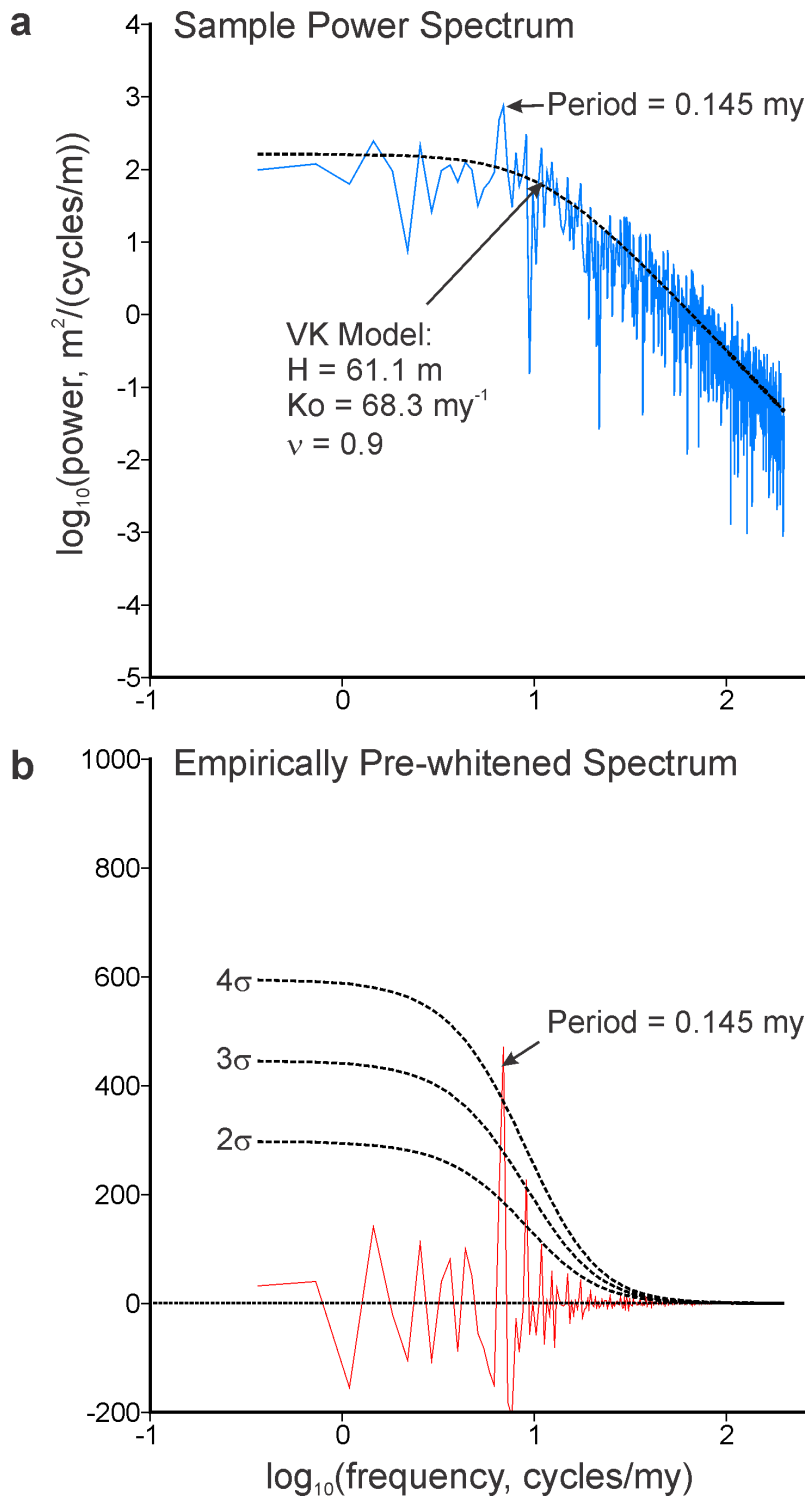 a Sample Power Spectrum
4
3
2
1
0
-1
-2
-3
-4
-5
log₁₀(power, m²/(cycles/m))
Period = 0.145 my
VK Model:
H = 61.1 m
Ko = 68.3 my⁻¹
ν = 0.9
-1 0 1 2
b Empirically Pre-whitened Spectrum
1000
800
600
400
200
0
-200
4σ
3σ
2σ
Period = 0.145 my
-1 0 1 2
log₁₀(frequency, cycles/my)